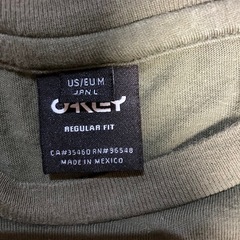 US/EU M
JPN L
OAKLEY
REGULAR FIT
CA#35460 RN#96548
MADE IN MEXICO